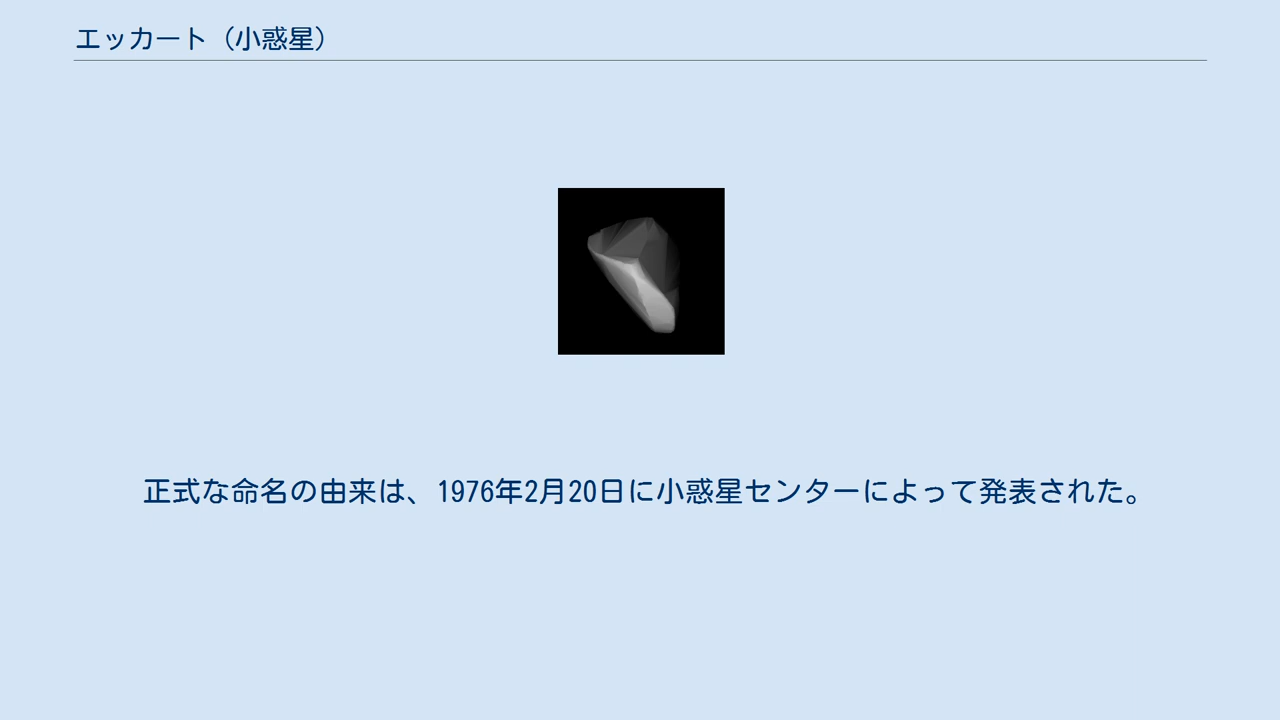 エッカート（小惑星）
正式な命名の由来は、1976年2月20日に小惑星センターによって発表された。